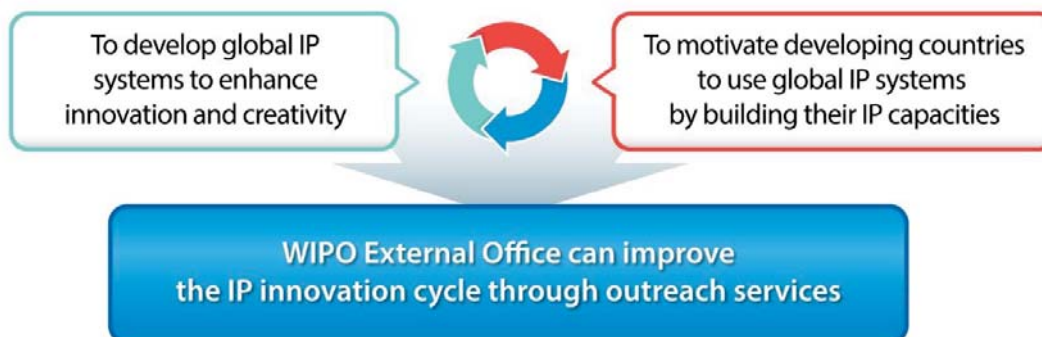 To develop global IP
systems to enhance
innovation and creativity
To motivate developing countries
to use global IP systems
by building their IP capacities
WIPO External Office can improve
the IP innovation cycle through outreach services